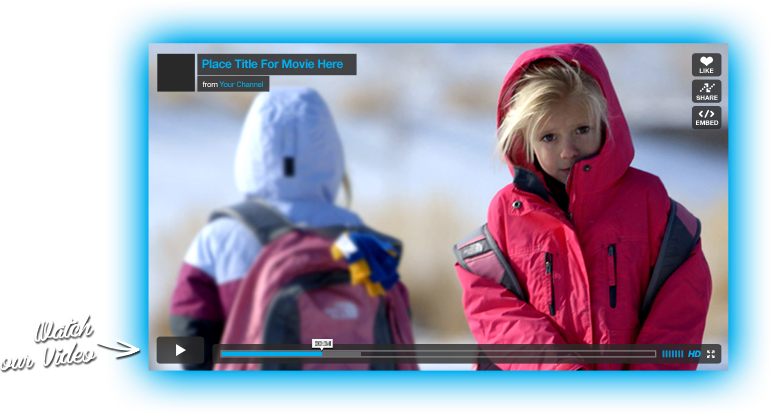 Place Title For Movie Here
from Your Channel
LIKE
SHARE
EMBED
Watch
our Video
00:34
HD